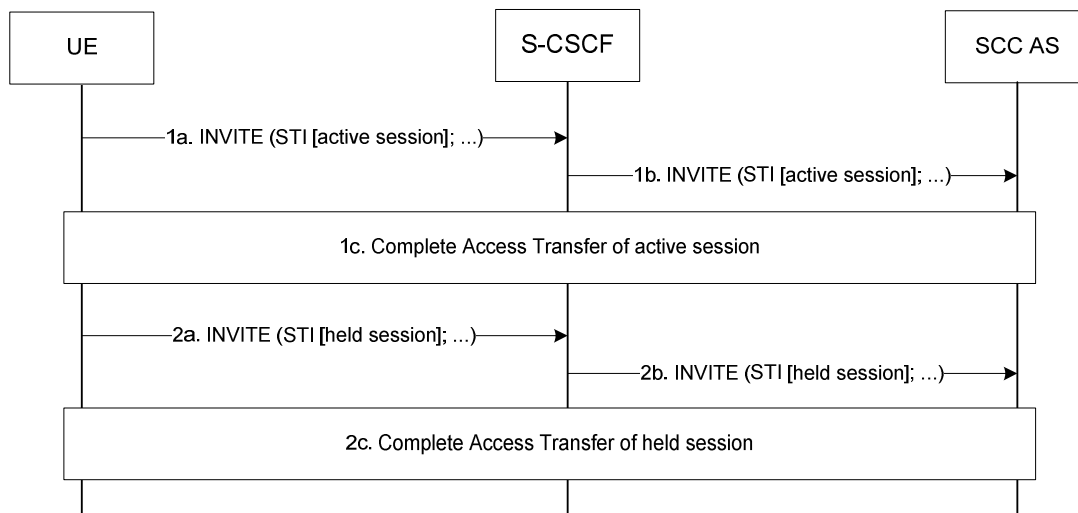 UE
S-CSCF
SCC AS
1a. INVITE (STI [active session]; ...)
1b. INVITE (STI [active session]; ...)
1c. Complete Access Transfer of active session
2a. INVITE (STI [held session]; ...)
2b. INVITE (STI [held session]; ...)
2c. Complete Access Transfer of held session